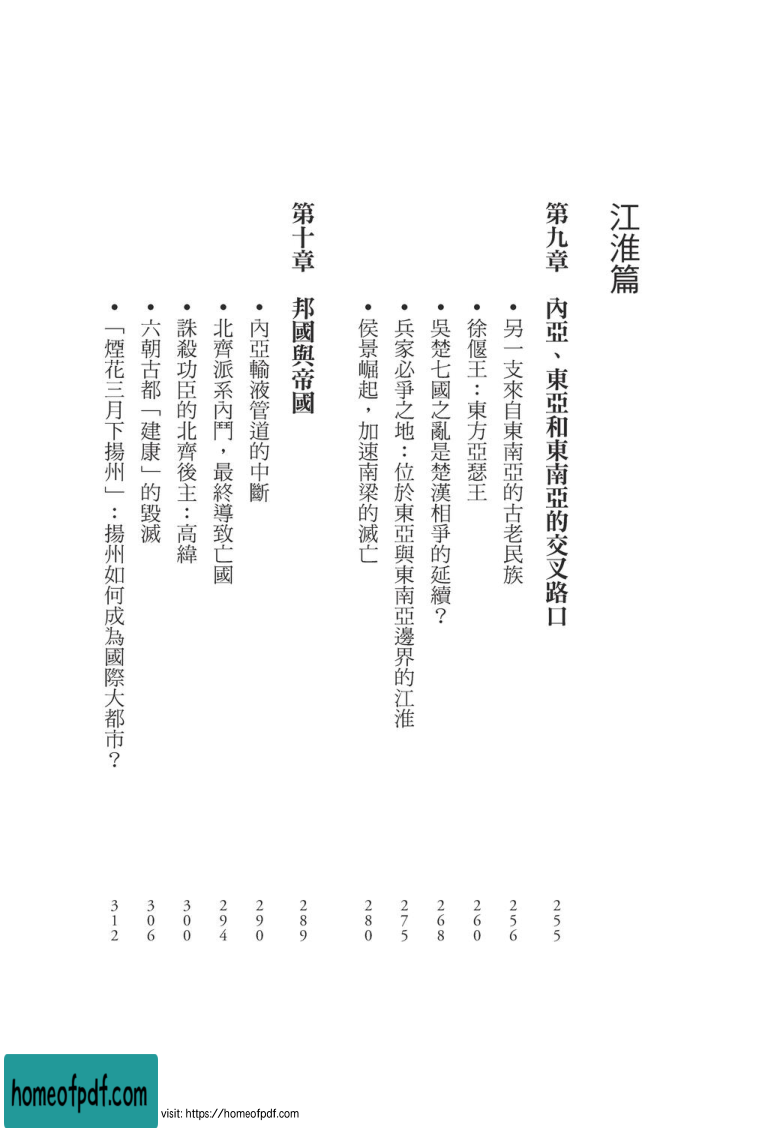 江淮篇
第九章　內亞、東亞和東南亞的交叉路口　255
•另一支來自東南亞的古老民族　256
•徐偃王：東方亞瑟王　260
•吳楚七國之亂是楚漢相爭的延續？　268
•兵家必爭之地：位於東亞與東南亞邊界的江淮　275
•侯景崛起，加速南梁的滅亡　280
第十章　邦國與帝國　289
•內亞輸液管道的中斷　290
•北齊派系內鬥，最終導致亡國　294
•誅殺功臣的北齊後主：高緯　300
•六朝古都「建康」的毀滅　306
•「煙花三月下揚州」：揚州如何成為國際大都市？　312
homeofpdf.com
visit: https://homeofpdf.com